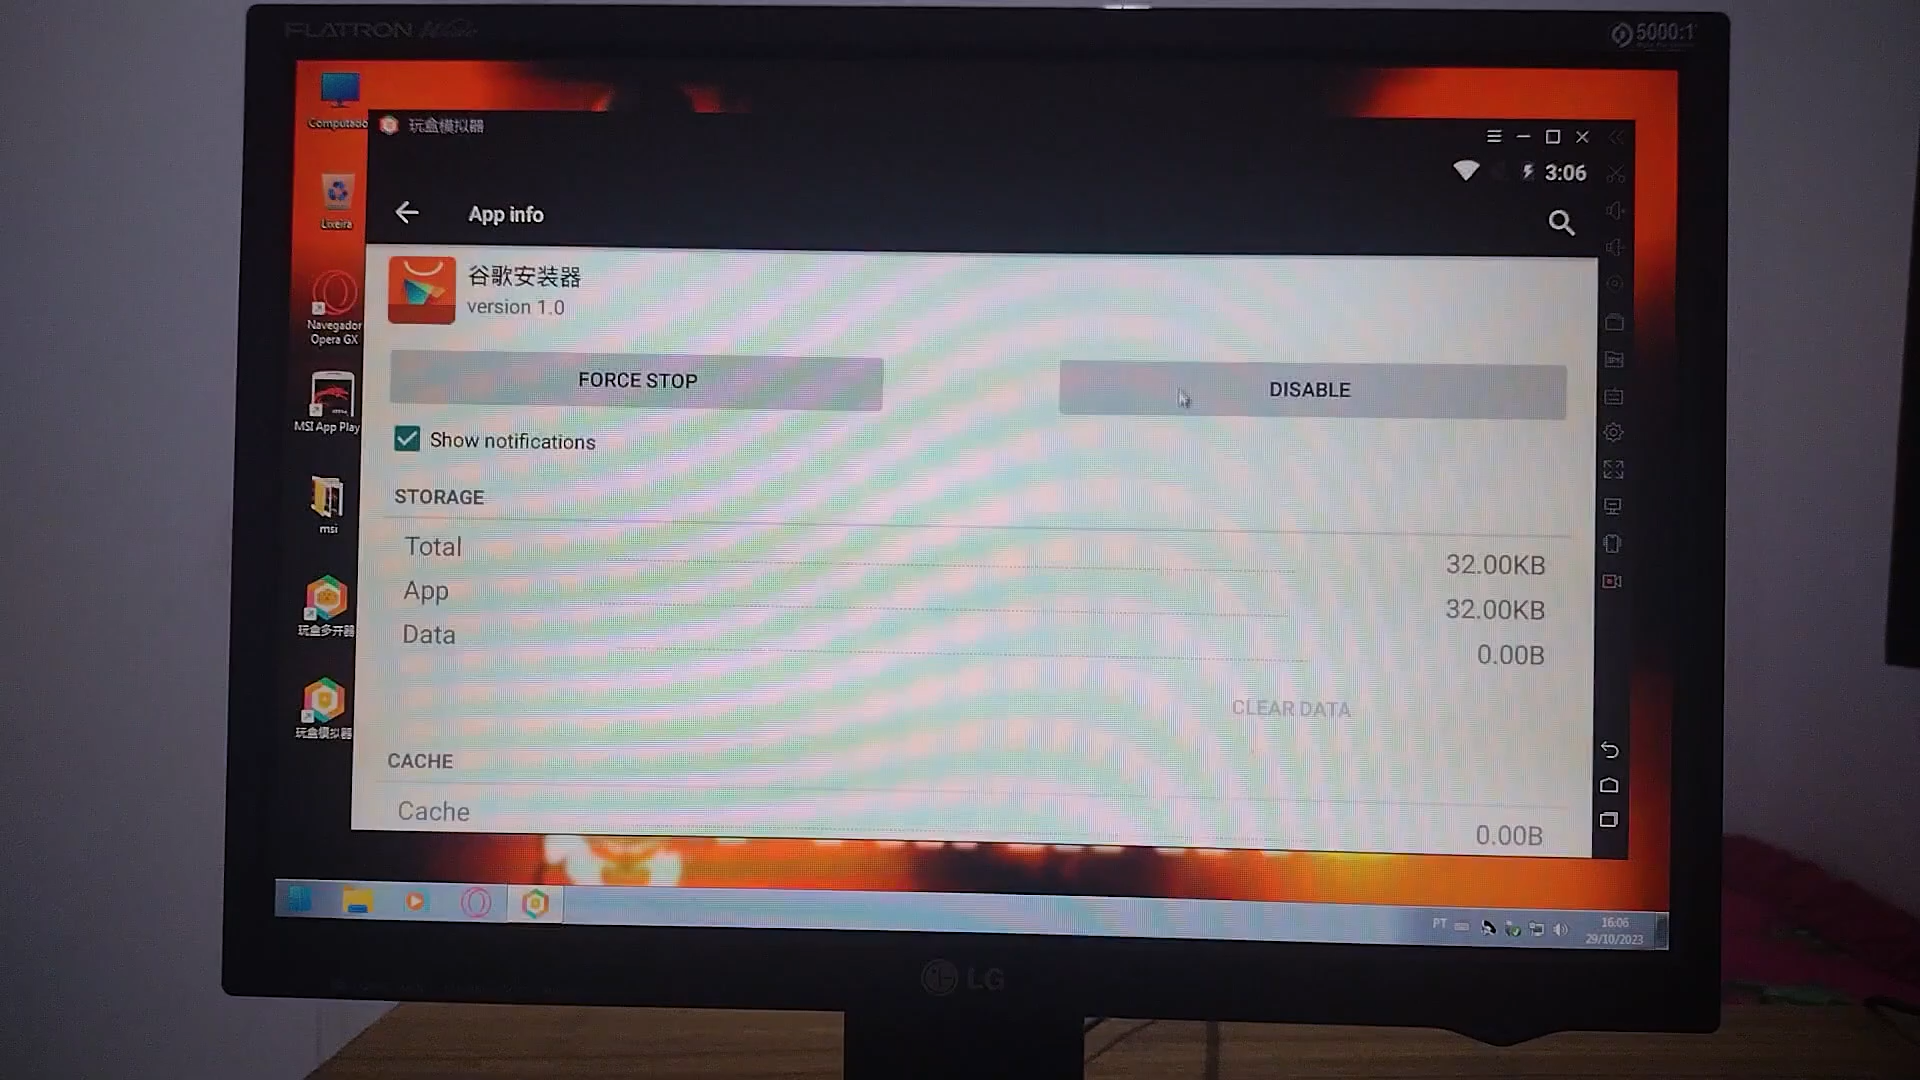 FLATRON Wide
5000:1
Computado
玩盒模拟器
3:06
Lixeira
App info
谷歌安装器
version 1.0
Navegador
Opera GX
FORCE STOP
DISABLE
MSI App Play
Show notifications
STORAGE
msi
Total
32.00KB
App
32.00KB
Data
0.00B
玩盒多开器
CLEAR DATA
玩盒模拟器
CACHE
Cache
0.00B
PT
16:06
29/10/2023
LG